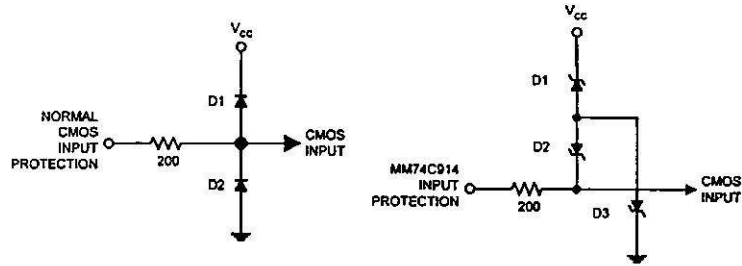 Vcc
D1
NORMAL
CMOS
INPUT
PROTECTION
200
CMOS
INPUT
D2
Vcc
D1
D2
MM74C914
INPUT
PROTECTION
200
CMOS
INPUT
D3